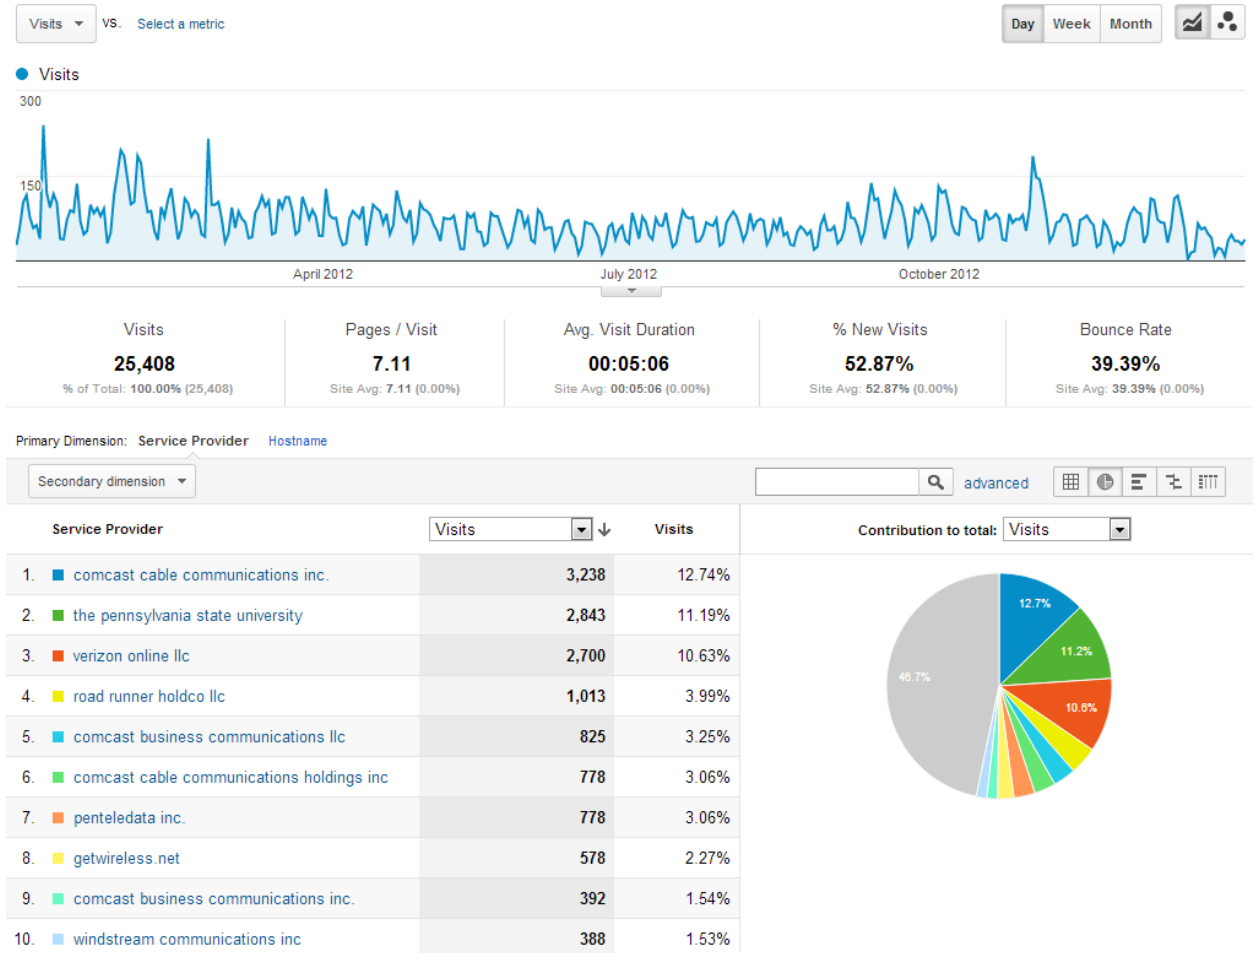 Visits VS. Select a metric Day Week Month
Visits
300
150
April 2012 July 2012 October 2012
Visits Pages / Visit Avg. Visit Duration % New Visits Bounce Rate
25,408 7.11 00:05:06 52.87% 39.39%
% of Total: 100.00% (25,408) Site Avg: 7.11 (0.00%) Site Avg: 00:05:06 (0.00%) Site Avg: 52.87% (0.00%) Site Avg: 39.39% (0.00%)
Primary Dimension: Service Provider Hostname
Secondary dimension advanced
Service Provider Visits Visits Contribution to total: Visits
1. comcast cable communications inc. 3,238 12.74%
2. the pennsylvania state university 2,843 11.19%
3. verizon online llc 2,700 10.63%
4. road runner holdco llc 1,013 3.99%
5. comcast business communications llc 825 3.25%
6. comcast cable communications holdings inc 778 3.06%
7. penteledata inc. 778 3.06%
8. getwireless.net 578 2.27%
9. comcast business communications inc. 392 1.54%
10. windstream communications inc 388 1.53%
12.7%
11.2%
46.7%
10.6%